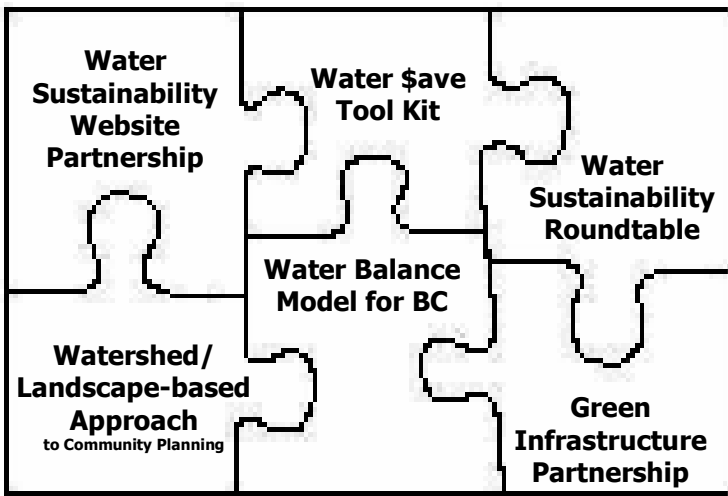 Water
Sustainability
Website
Partnership
Water $ave
Tool Kit
Water
Sustainability
Roundtable
Watershed/
Landscape-based
Approach
to Community Planning
Water Balance
Model for BC
Green
Infrastructure
Partnership